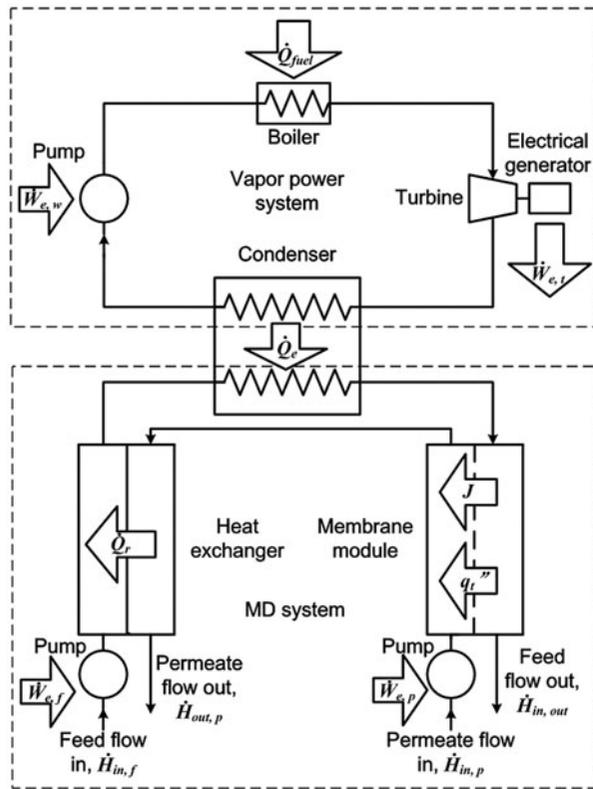 Q̇fuel
Boiler
Pump
Ẇe, w
Vapor power
system
Electrical
generator
Turbine
Ẇe, t
Condenser
Q̇e
J
Qr
Heat
exchanger
Membrane
module
qt"
MD system
Pump
Ẇe, f
Permeate
flow out,
Ḣout, p
Feed flow
in, Ḣin, f
Pump
Ẇe, p
Feed
flow out,
Ḣin, out
Permeate flow
in, Ḣin, p